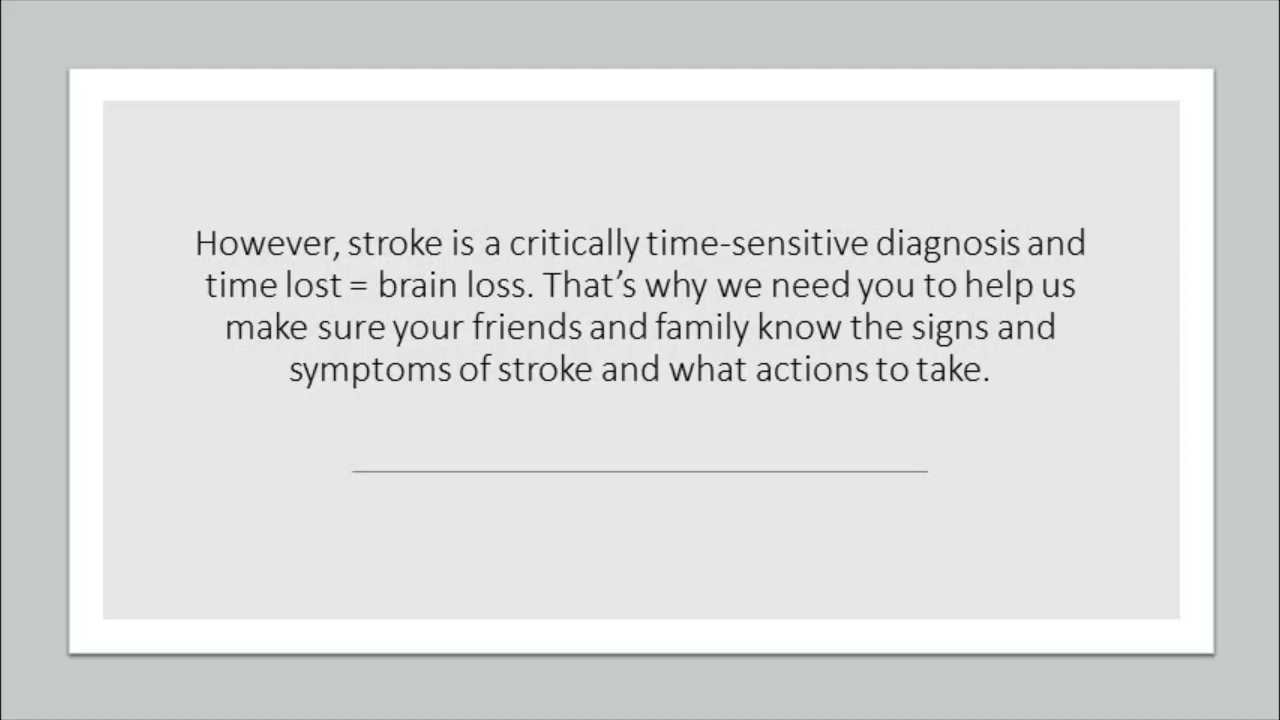 However, stroke is a critically time-sensitive diagnosis and
time lost = brain loss. That’s why we need you to help us
make sure your friends and family know the signs and
symptoms of stroke and what actions to take.